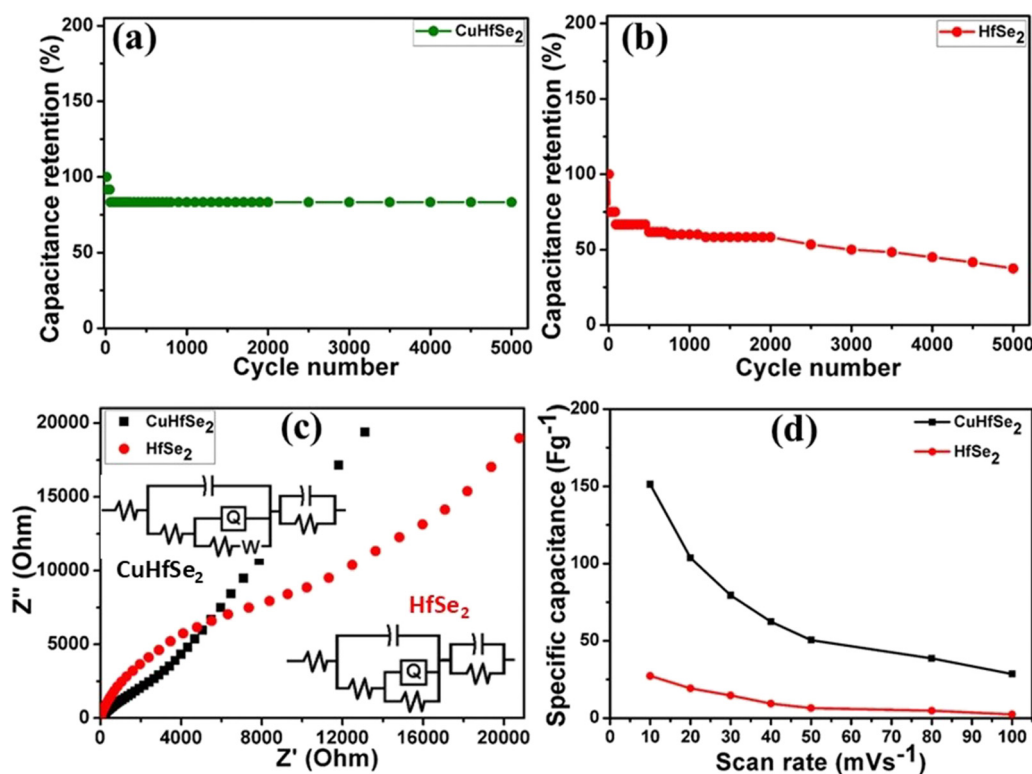 (a)
CuHfSe2
Capacitance retention (%)
200
150
100
50
0
1000 2000 3000 4000 5000
Cycle number
(b)
HfSe2
Capacitance retention (%)
200
150
100
50
0
0 1000 2000 3000 4000 5000
Cycle number
(c)
CuHfSe2
HfSe2
Z'' (Ohm)
20000
15000
10000
5000
0
Q
W
CuHfSe2
HfSe2
Q
0 4000 8000 12000 16000 20000
Z' (Ohm)
(d)
CuHfSe2
HfSe2
Specific capacitance (Fg-1)
200
150
100
50
0
10 20 30 40 50 60 70 80 90 100
Scan rate (mVs-1)